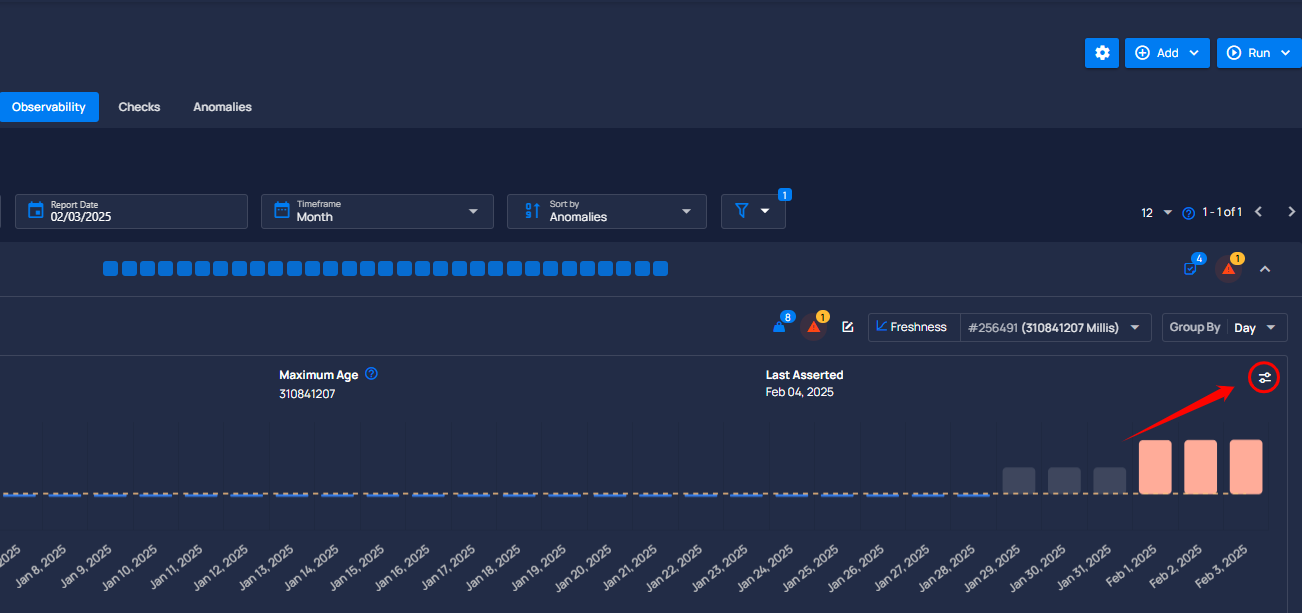 Add
Run
Observability
Checks
Anomalies
1
Report Date
02/03/2025
Timeframe
Month
Sort by
Anomalies
12
1 - 1 of 1
4
1
8
1
Freshness
#256491 (310841207 Millis)
Group By
Day
Maximum Age
310841207
Last Asserted
Feb 04, 2025
2025
Jan 8, 2025
Jan 9, 2025
Jan 10, 2025
Jan 11, 2025
Jan 12, 2025
Jan 13, 2025
Jan 14, 2025
Jan 15, 2025
Jan 16, 2025
Jan 17, 2025
Jan 18, 2025
Jan 19, 2025
Jan 20, 2025
Jan 21, 2025
Jan 22, 2025
Jan 23, 2025
Jan 24, 2025
Jan 25, 2025
Jan 26, 2025
Jan 27, 2025
Jan 28, 2025
Jan 29, 2025
Jan 30, 2025
Jan 31, 2025
Feb 1, 2025
Feb 2, 2025
Feb 3, 2025